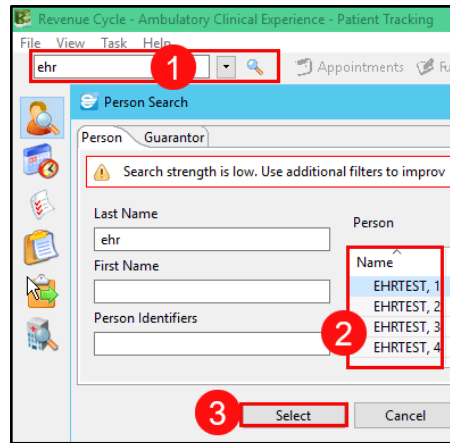 Revenue Cycle - Ambulatory Clinical Experience - Patient Tracking
File View Task Help
ehr 1 Appointments
Person Search
Person Guarantor
Search strength is low. Use additional filters to improv
Last Name
Person
ehr
Name
First Name
EHRTEST, 1
EHRTEST, 2
Person Identifiers
EHRTEST, 3
2
EHRTEST, 4
3 Select Cancel